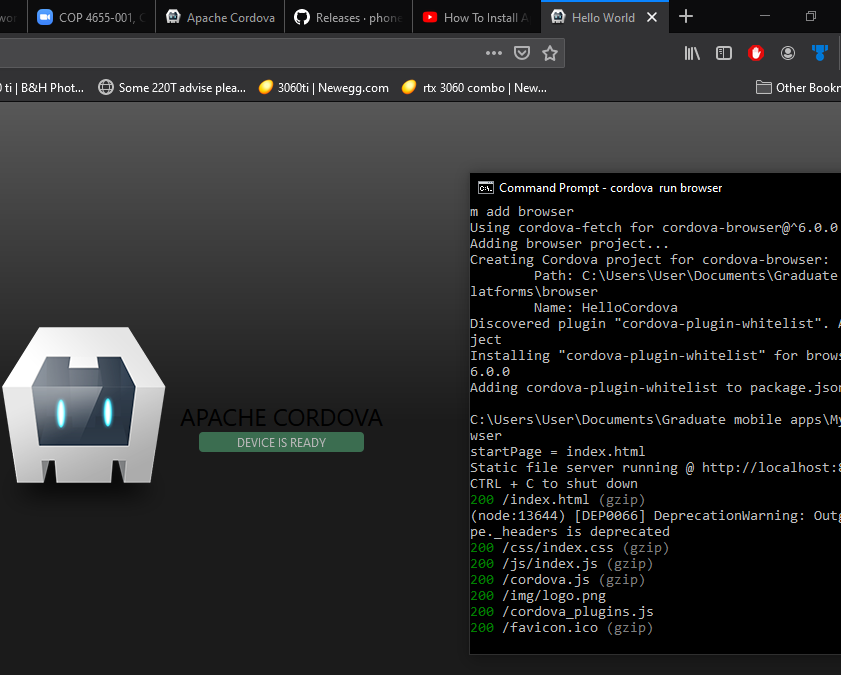 COP 4655-001, C
Apache Cordova
Releases · phone
How To Install A
Hello World
ti | B&H Phot...
Some 220T advise plea...
3060ti | Newegg.com
rtx 3060 combo | New...
Other Bookm
Command Prompt - cordova  run browser
m add browser
Using cordova-fetch for cordova-browser@^6.0.0
Adding browser project...
Creating Cordova project for cordova-browser:
Path: C:\Users\User\Documents\Graduate
latforms\browser
Name: HelloCordova
Discovered plugin "cordova-plugin-whitelist". A
ject
Installing "cordova-plugin-whitelist" for brows
6.0.0
Adding cordova-plugin-whitelist to package.json
C:\Users\User\Documents\Graduate mobile apps\My
wser
startPage = index.html
Static file server running @ http://localhost:8
CTRL + C to shut down
200 /index.html (gzip)
(node:13644) [DEP0066] DeprecationWarning: Outg
pe._headers is deprecated
200 /css/index.css (gzip)
200 /js/index.js (gzip)
200 /cordova.js (gzip)
200 /img/logo.png
200 /cordova_plugins.js
200 /favicon.ico (gzip)
APACHE CORDOVA
DEVICE IS READY